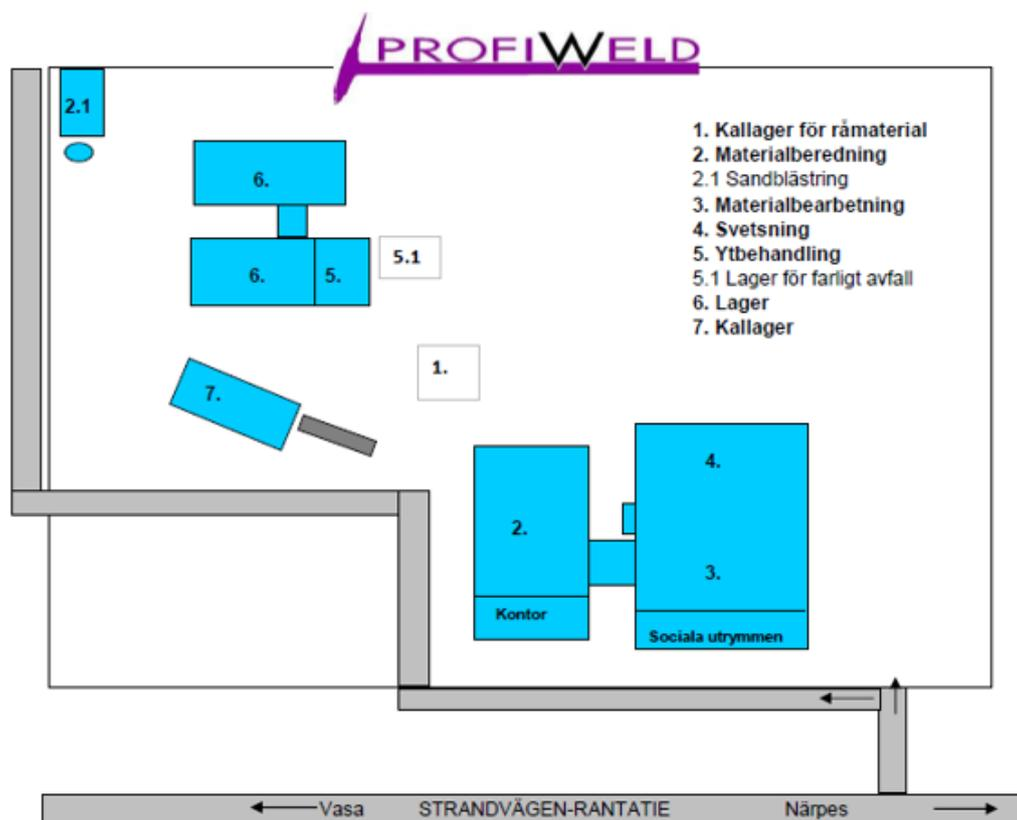 PROFIWELD
2.1
1. Kallager för råmaterial
2. Materialberedning
2.1 Sandblästring
3. Materialbearbetning
4. Svetsning
5. Ytbehandling
5.1 Lager för farligt avfall
6. Lager
7. Kallager
6.
6.
5.
5.1
1.
7.
4.
2.
3.
Kontor
Sociala utrymmen
Vasa STRANDVÄGEN-RANTATIE Närpes